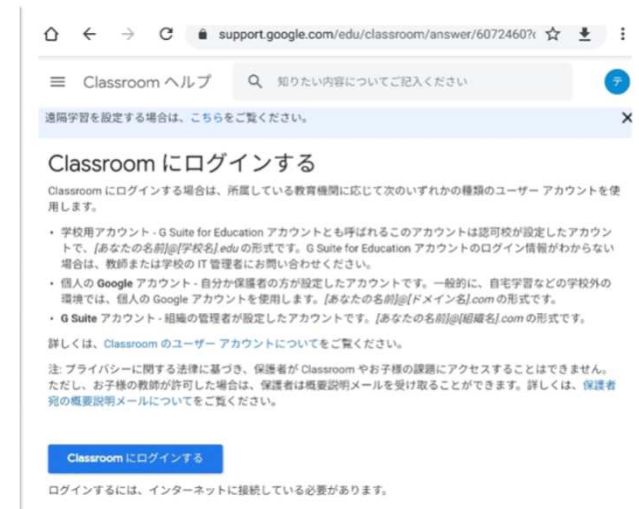 support.google.com/edu/classroom/answer/6072460?
Classroom ヘルプ
知りたい内容についてご記入ください
テ
遠隔学習を設定する場合は、こちらをご覧ください。
X
Classroom にログインする
Classroom にログインする場合は、所属している教育機関に応じて次のいずれかの種類のユーザー アカウントを使
用します。
・ 学校用アカウント - G Suite for Education アカウントとも呼ばれるこのアカウントは認可校が設定したアカウン
トで、[あなたの名前]@[学校名].edu の形式です。G Suite for Education アカウントのログイン情報がわからない
場合は、教師または学校の IT 管理者にお問い合わせください。
・ 個人の Google アカウント - 自分か保護者の方が設定したアカウントです。一般的に、自宅学習などの学校外の
環境では、個人の Google アカウントを使用します。[あなたの名前]@[ドメイン名].com の形式です。
・ G Suite アカウント - 組織の管理者が設定したアカウントです。[あなたの名前]@[組織名].com の形式です。
詳しくは、Classroom のユーザー アカウントについてをご覧ください。
注: プライバシーに関する法律に基づき、保護者が Classroom やお子様の課題にアクセスすることはできません。
ただし、お子様の教師が許可した場合は、保護者は概要説明メールを受け取ることができます。詳しくは、保護者
宛の概要説明メールについてをご覧ください。
Classroom にログインする
ログインするには、インターネットに接続している必要があります。